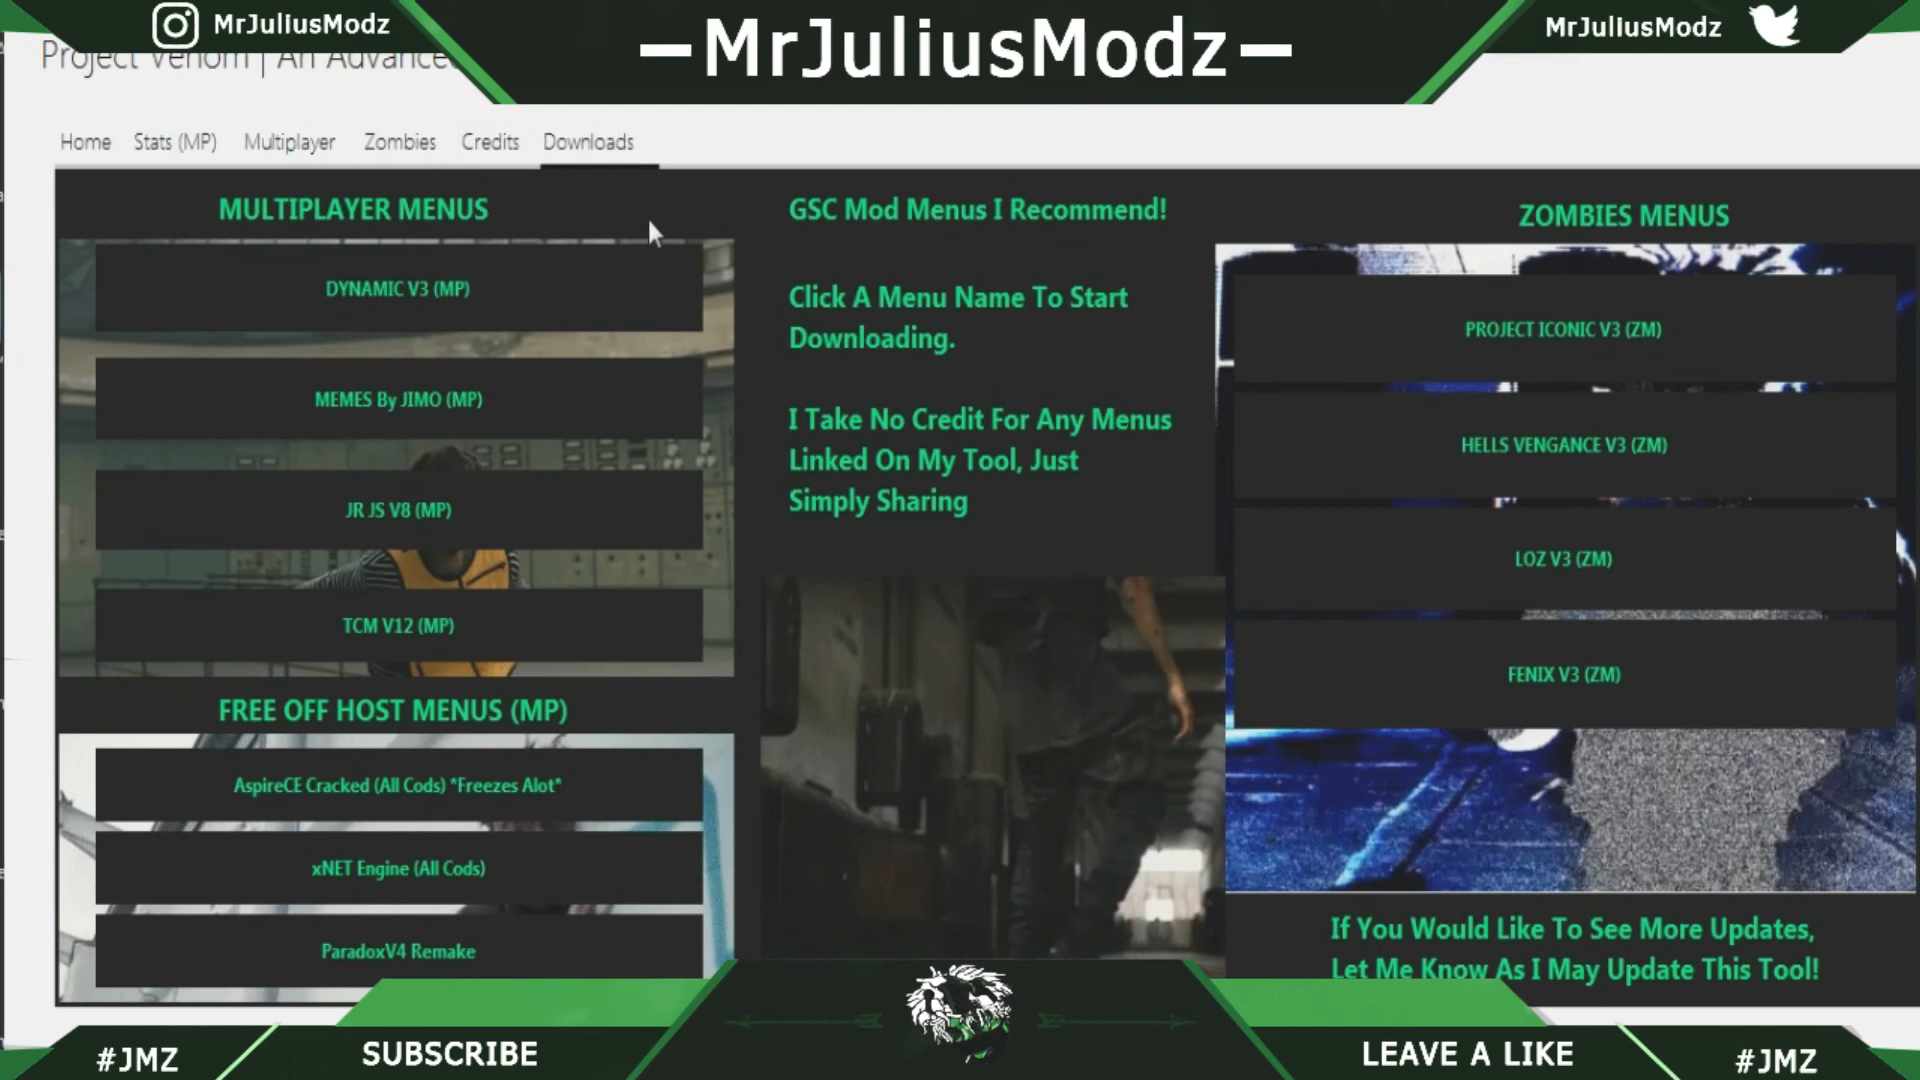 MrJuliusModz
—MrJuliusModz—
MrJuliusModz
Project Venom | An Advance
Home Stats (MP) Multiplayer Zombies Credits Downloads
MULTIPLAYER MENUS
DYNAMIC V3 (MP)
MEMES By JIMO (MP)
JR JS V8 (MP)
TCM V12 (MP)
FREE OFF HOST MENUS (MP)
AspireCE Cracked (All Cods) *Freezes Alot*
xNET Engine (All Cods)
ParadoxV4 Remake
GSC Mod Menus I Recommend!
Click A Menu Name To Start
Downloading.
I Take No Credit For Any Menus
Linked On My Tool, Just
Simply Sharing
ZOMBIES MENUS
PROJECT ICONIC V3 (ZM)
HELLS VENGANCE V3 (ZM)
LOZ V3 (ZM)
FENIX V3 (ZM)
If You Would Like To See More Updates,
Let Me Know As I May Update This Tool!
#JMZ
SUBSCRIBE
LEAVE A LIKE
#JMZ